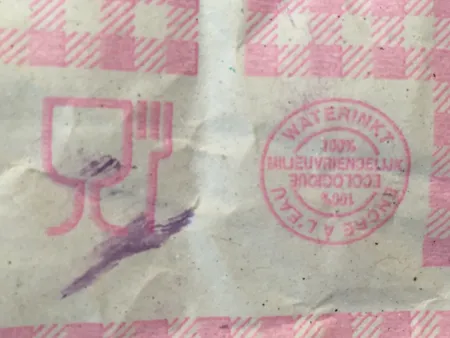 WATERINKT
100%
MILIEUVRIENDELIJK
ECOLOGIQUE
100%
ENCRE À L'EAU